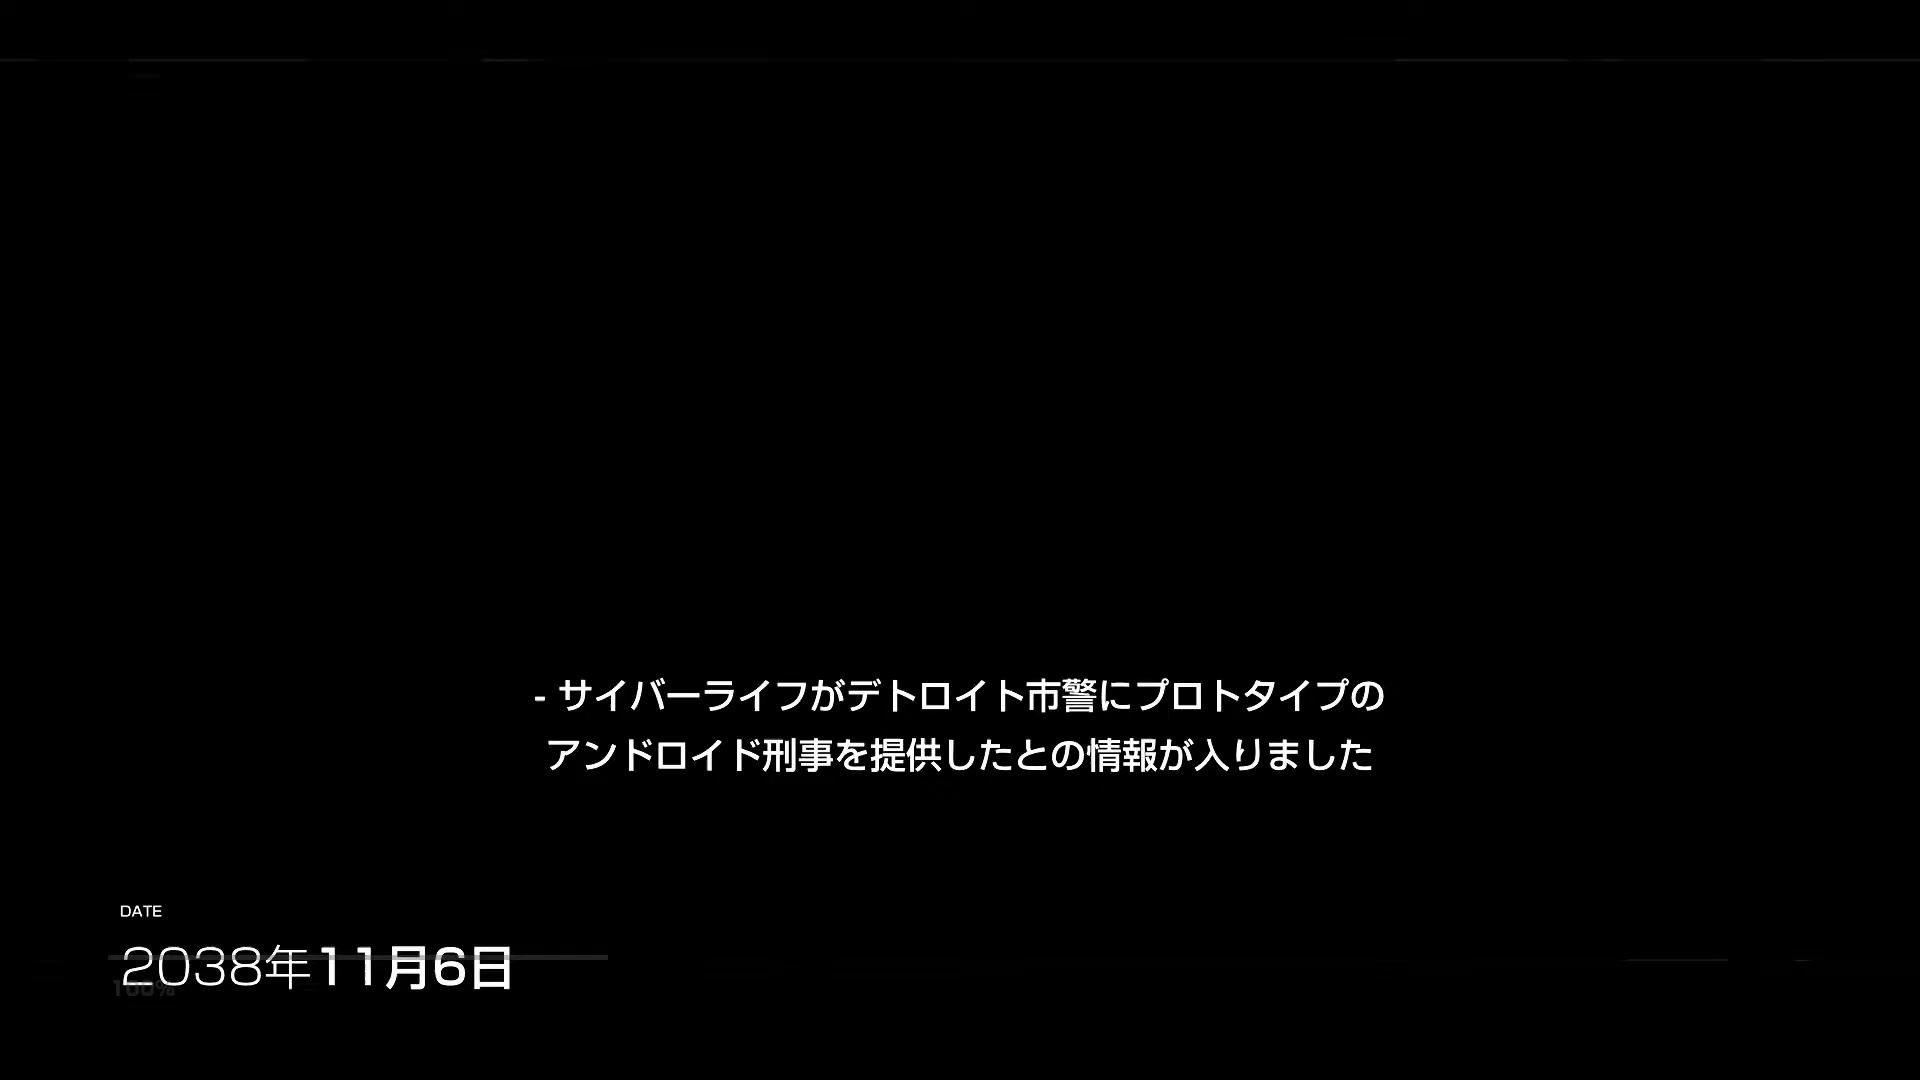 - サイバーライフがデトロイト市警にプロトタイプの
アンドロイド刑事を提供したとの情報が入りました
DATE
2038年11月6日
100%